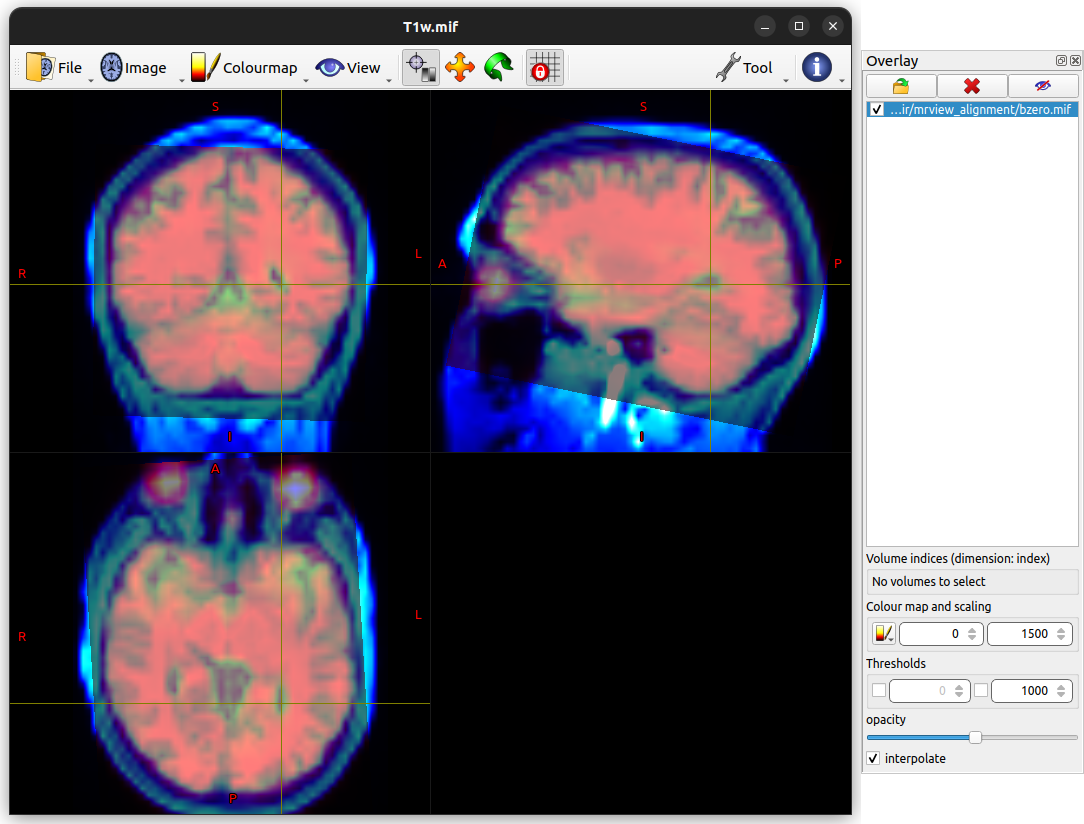 T1w.mif
File
Image
Colourmap
View
Tool
S
R
L
I
S
A
P
I
A
R
L
P
Overlay
...ir/mrview_alignment/bzero.mif
Volume indices (dimension: index)
No volumes to select
Colour map and scaling
0
1500
Thresholds
0
1000
opacity
interpolate